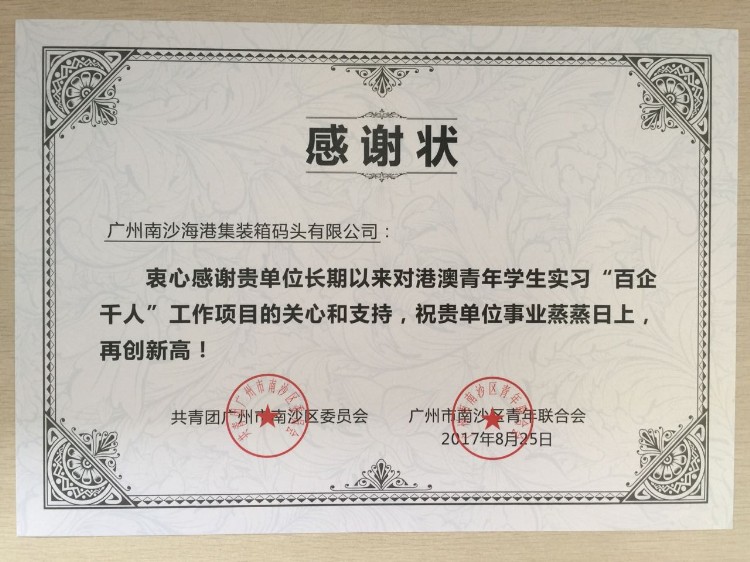 感谢状
广州南沙海港集装箱码头有限公司：
衷心感谢贵单位长期以来对港澳青年学生实习“百企
千人”工作项目的关心和支持，祝贵单位事业蒸蒸日上，
再创新高！
共青团广州市南沙区委员会
广州市南沙区青年联合会
2017年8月25日